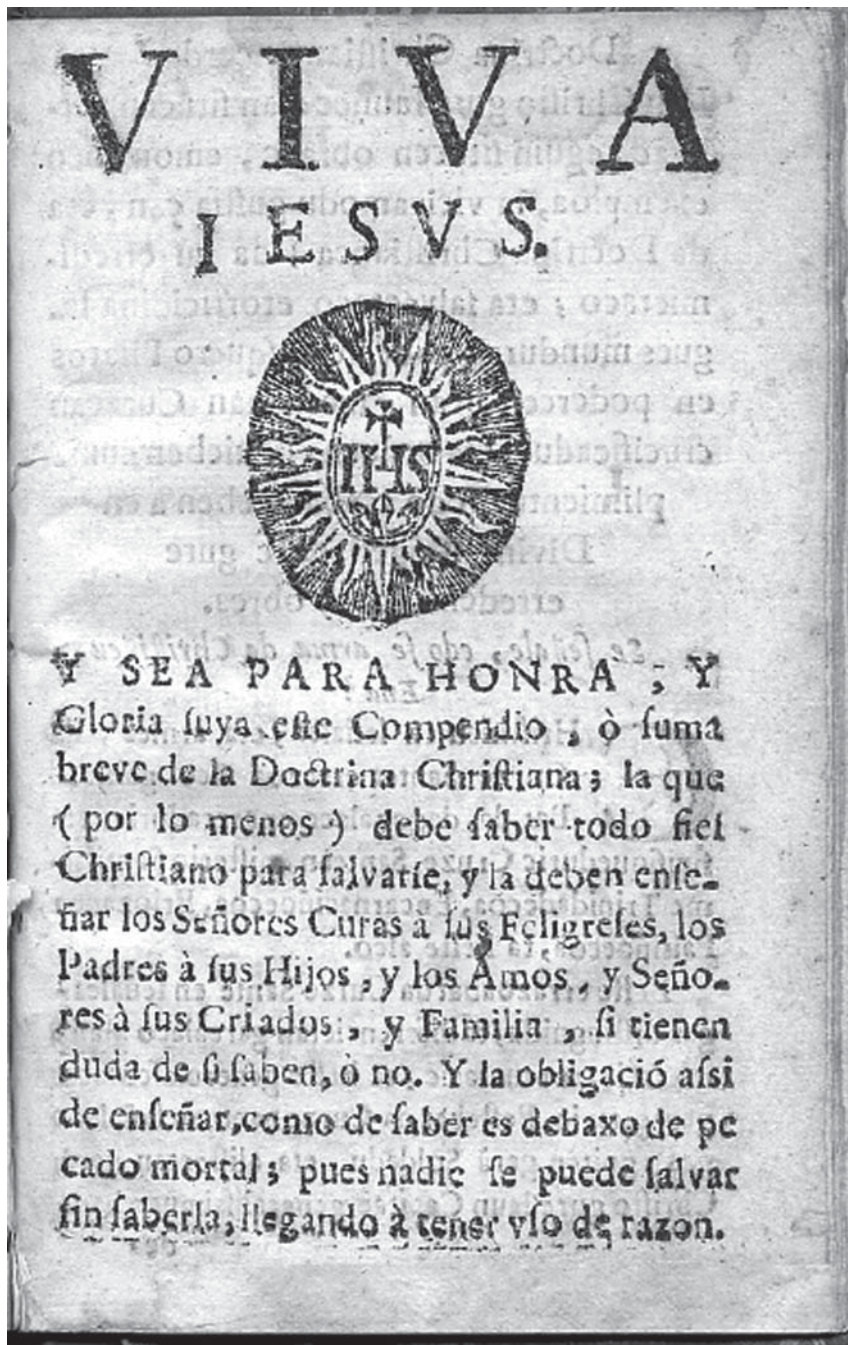 VIVA
IESVS.
IHS
Y SEA PARA HONRA, Y
Gloria ſuya eſte Compendio, ò ſuma
breve de la Doctrina Chriſtiana; la que
(por lo menos) debe ſaber todo fiel
Chriſtiano para ſalvarſe, y la deben enſe-
ñar los Señores Curas à ſus Feligreſes, los
Padres à ſus Hijos, y los Amos, y Seño-
res à ſus Criados, y Familia, ſi tienen
duda de ſi ſaben, ò no. Y la obligació aſsi
de enſeñar, como de ſaber es debaxo de pe
cado mortal; pues nadie ſe puede ſalvar
ſin ſaberla, llegando à tener vſo de razon.